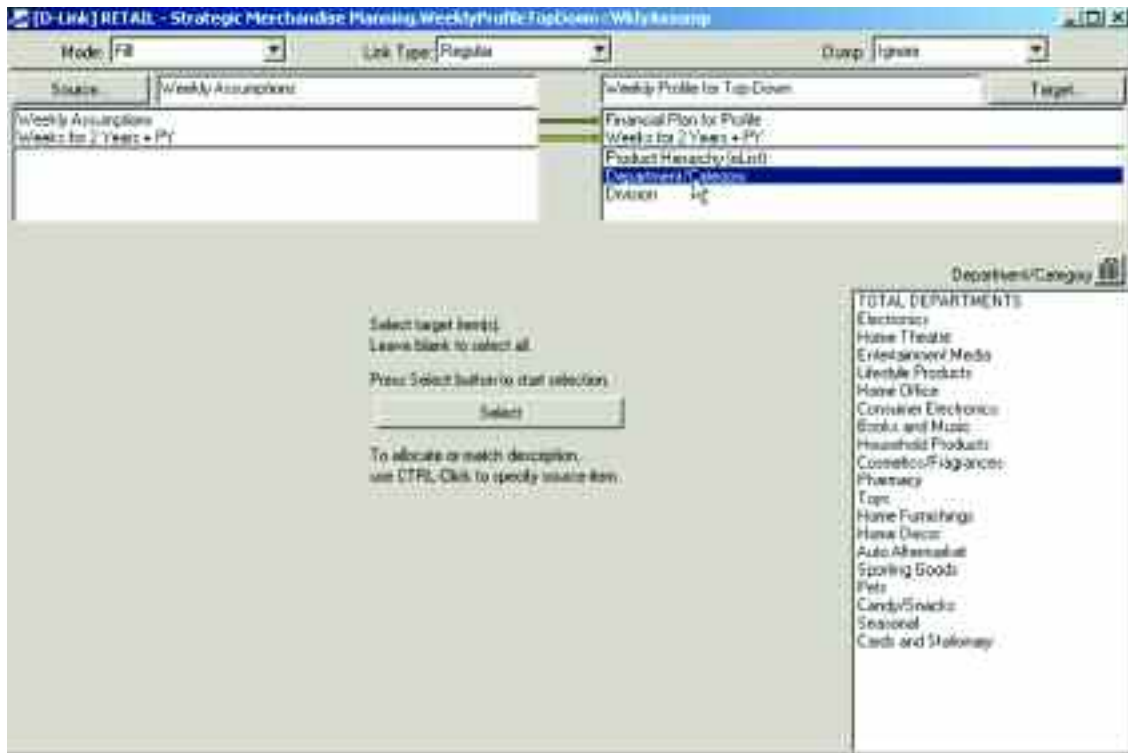 [D-Link] RETAIL - Strategic Merchandise Planning.WeeklyProfileTopDown : WklyAssump
Mode: Fill Link Type: Regular Dump Ignore
Source... Weekly Assumptions Weekly Profile for Top-Down Target...
Weekly Assumptions Financial Plan for Profile
Weeks for 2 Years + PY Weeks for 2 Years + PY
Product Hierarchy (eList)
Department/Category
Division
Department/Category
Select target item(s).
Leave blank to select all.
Press Select button to start selection.
Select
To allocate or match description,
use CTRL Click to specify source item.
TOTAL DEPARTMENTS
Electronics
Home Theatre
Entertainment Media
Lifestyle Products
Home Office
Consumer Electronics
Books and Music
Household Products
Cosmetics/Fragrances
Pharmacy
Toys
Home Furnishings
Home Decor
Auto Aftermarket
Sporting Goods
Pets
Candy/Snacks
Seasonal
Cards and Stationary